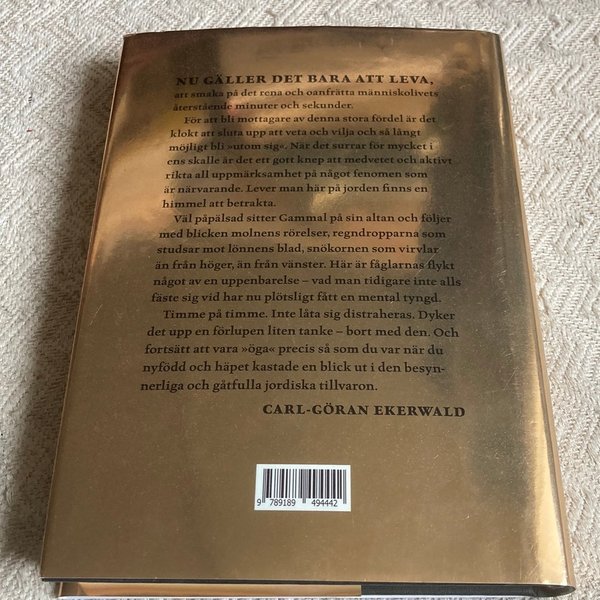 NU GÄLLER DET BARA ATT LEVA,
att smaka på det rena och oanfrätta människolivets
återstående minuter och sekunder.
För att bli mottagare av denna stora fördel är det
klokt att sluta upp att veta och vilja och så långt
möjligt bli »utom sig«. När det surrar för mycket i
ens skalle är det ett gott knep att medvetet och aktivt
rikta all uppmärksamhet på något fenomen som
är närvarande. Lever man här på jorden finns en
himmel att betrakta.
Väl påpälsad sitter Gammal på sin altan och följer
med blicken molnens rörelser, regndropparna som
studsar mot lönnens blad, snökornen som virvlar
än från höger, än från vänster. Här är fåglarnas flykt
något av en uppenbarelse – vad man tidigare inte alls
fäste sig vid har nu plötsligt fått en mental tyngd.
Timme på timme. Inte låta sig distraheras. Dyker
det upp en förlupen liten tanke – bort med den. Och
fortsätt att vara »öga« precis så som du var när du
nyfödd och häpet kastade en blick ut i den besyn-
nerliga och gåtfulla jordiska tillvaron.
CARL-GÖRAN EKERWALD
9 789189 494442